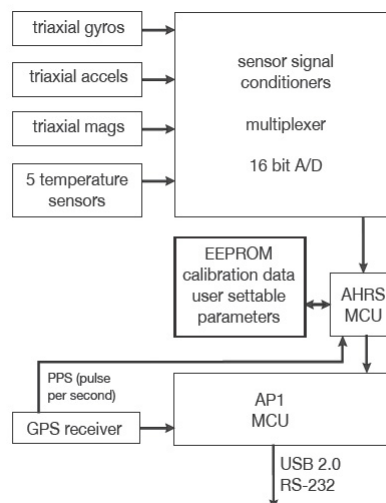 triaxial gyros
triaxial accels
triaxial mags
5 temperature
sensors
sensor signal
conditioners
multiplexer
16 bit A/D
EEPROM
calibration data
user settable
parameters
AHRS
MCU
PPS (pulse
per second)
GPS receiver
AP1
MCU
USB 2.0
RS-232